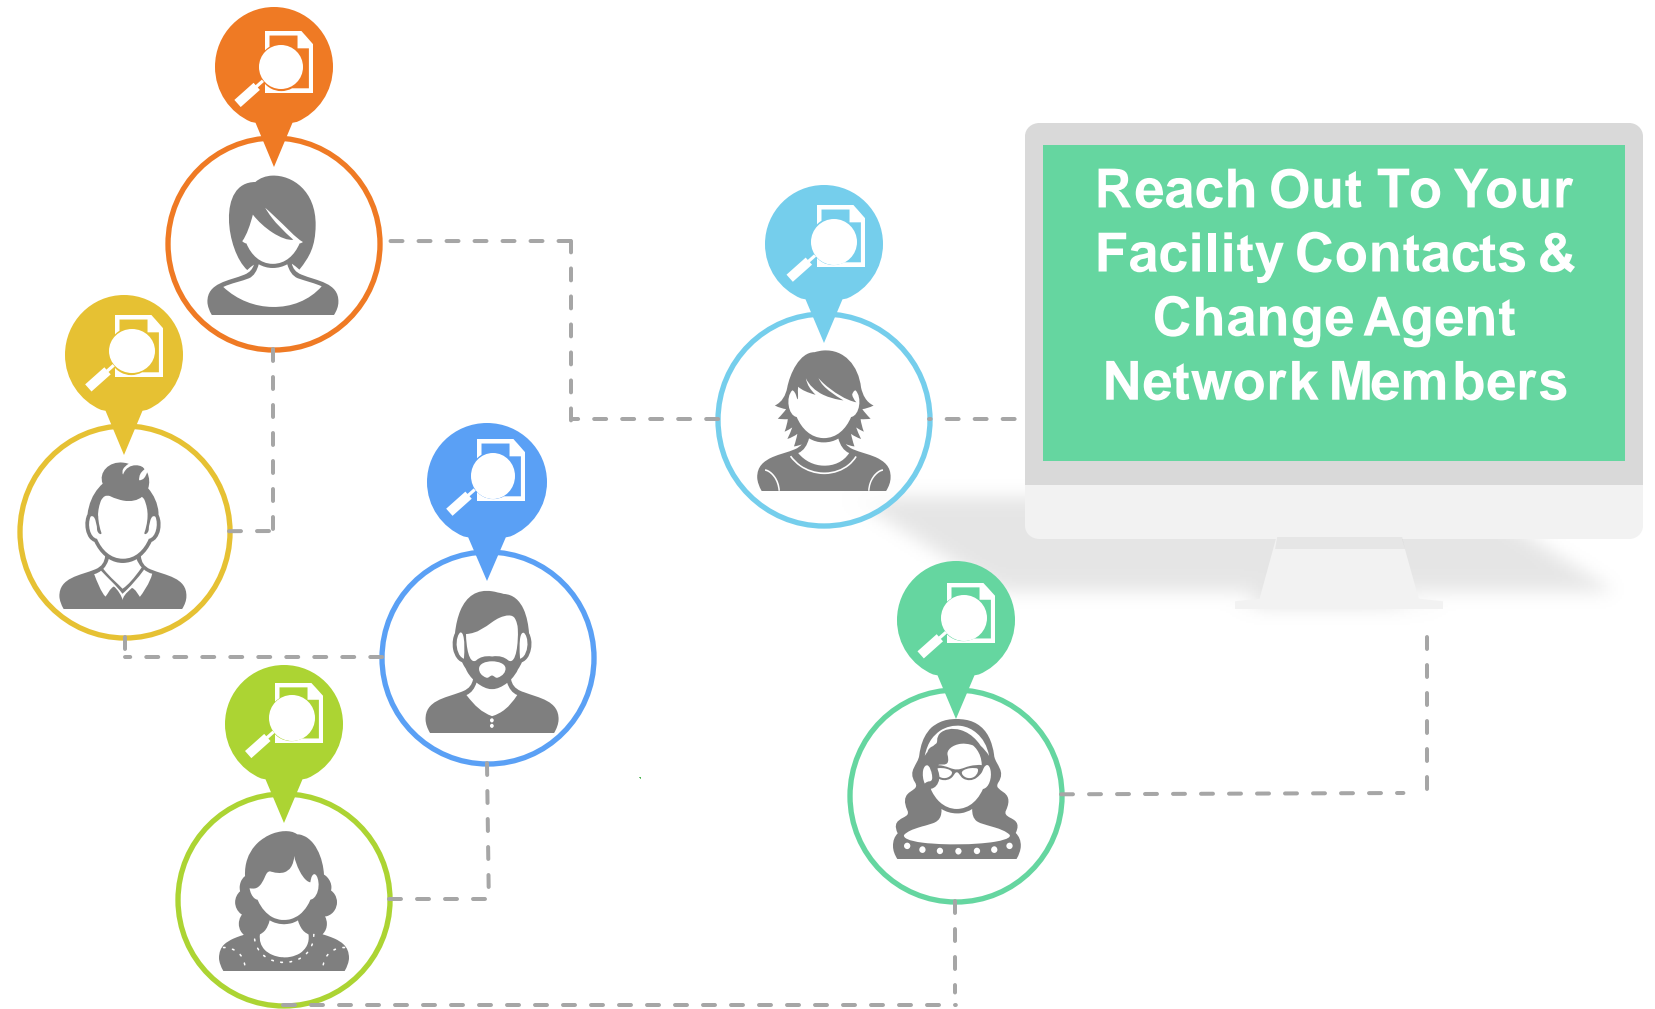 Reach Out To Your
Facility Contacts &
Change Agent
Network Members